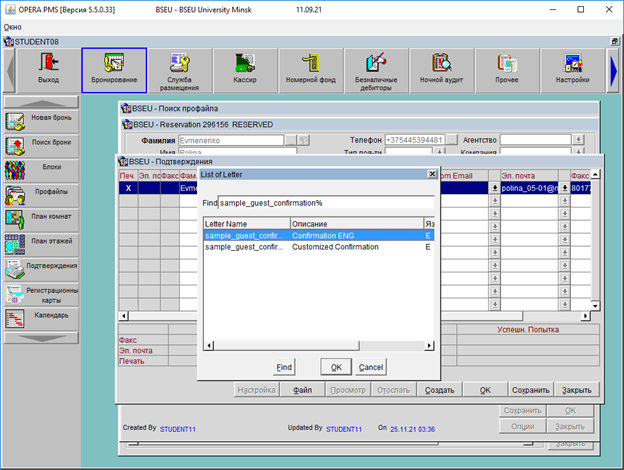 OPERA PMS [Версия 5.5.0.33] BSEU - BSEU University Minsk 11.09.21
Окно
STUDENT08
Выход Бронирование Служба размещения Кассир Номерной фонд Безналичные дебиторы Ночной аудит Прочее Настройки
Новая бронь
Поиск брони
Блоки
Профайлы
План комнат
План этажей
Подтверждения
Регистрационные карты
Календарь
BSEU - Поиск профайла
BSEU - Reservation 296156 RESERVED
Фамилия Evmenenko Телефон +375445394481 Агентство
Имя Polina Тип гостя Компания
BSEU - Подтверждения
Печ. Эл. по Факс Фам om Email Эл. почта Факс
X Evme polina_05-01@m 80177
List of Letter
Find sample_guest_confirmation%
Letter Name Описание Яз
sample_guest_confir... Confirmation ENG E
sample_guest_confir... Customized Confirmation E
Find OK Cancel
Успешн. Попытка
Факс
Эл. почта
Печать
Настройка Файл Просмотр Отослать Создать OK Сохранить Закрыть
Сохранить OK
Created By STUDENT11 Updated By STUDENT11 On 25.11.21 03:36 Опции Закрыть
Закрыть